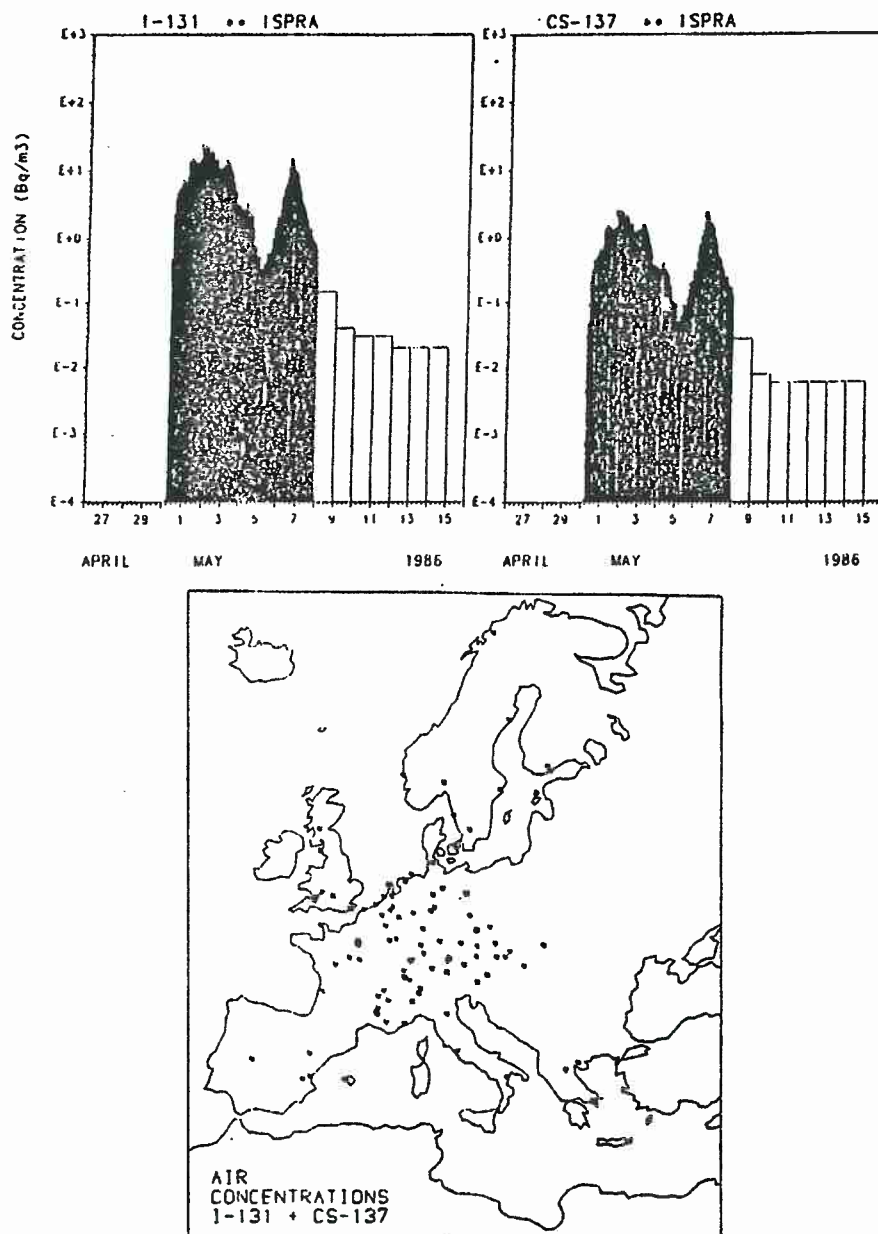 I-131 •• ISPRA
CS-137 •• ISPRA
CONCENTRATION (Bq/m3)
E+3
E+2
E+1
E+0
E-1
E-2
E-3
E-4
E+3
E+2
E+1
E+0
E-1
E-2
E-3
E-4
27 29 1 3 5 7 9 11 13 15
27 29 1 3 5 7 9 11 13 15
APRIL MAY 1986
APRIL MAY 1986
AIR
CONCENTRATIONS
I-131 + CS-137